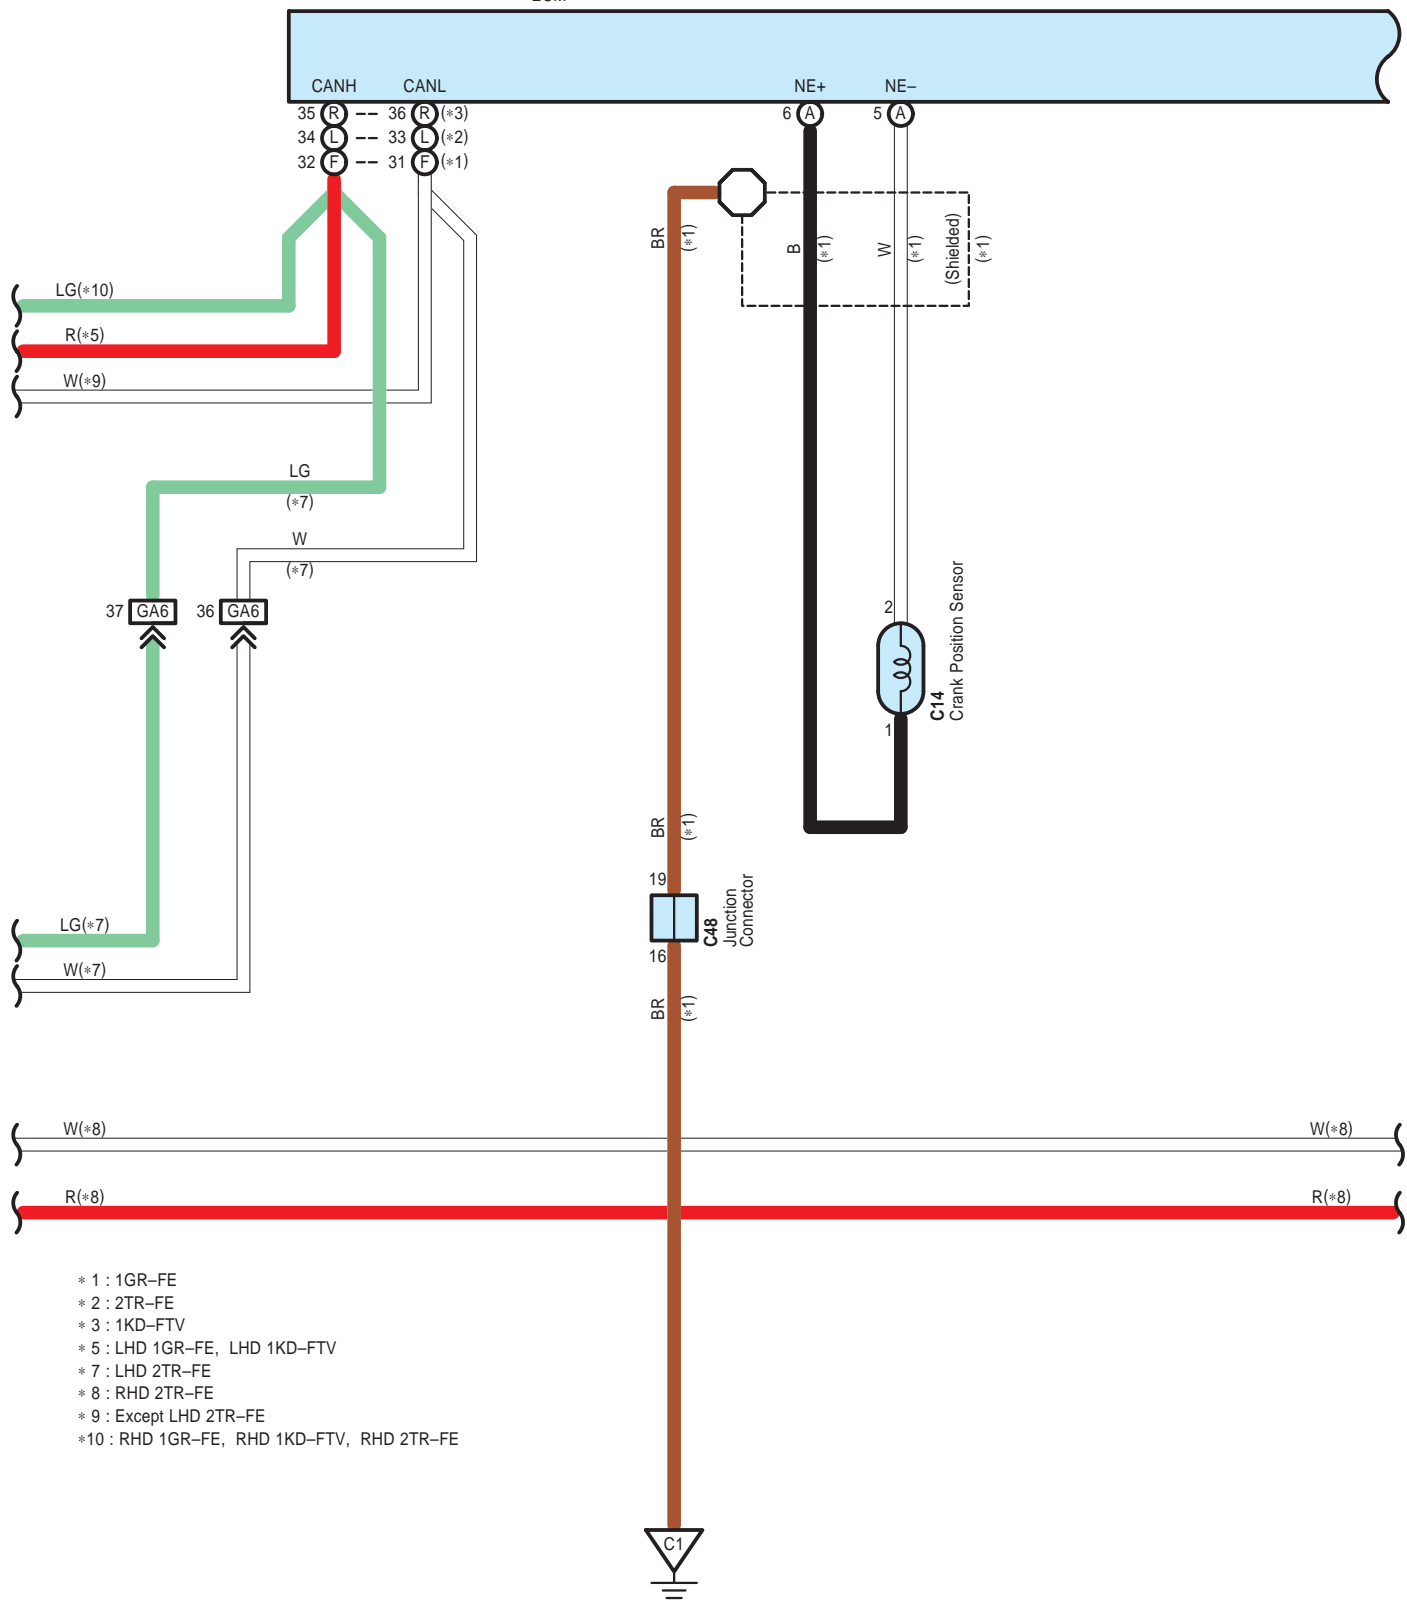 CANH CANL NE+ NE–
35 R 36 R (∗3) 6 A 5 A
34 L 33 L (∗2)
32 F 31 F (∗1)
BR (∗1) B (∗1) W (∗1) (Shielded) (∗1)
LG(∗10)
R(∗5)
W(∗9)
LG
(∗7)
W
(∗7)
37 GA6 36 GA6
2
C14
Crank Position Sensor
1
BR (∗1)
19
C48
Junction
Connector
16
LG(∗7)
W(∗7)
BR (∗1)
W(∗8) W(∗8)
R(∗8) R(∗8)
∗ 1 : 1GR–FE
∗ 2 : 2TR–FE
∗ 3 : 1KD–FTV
∗ 5 : LHD 1GR–FE, LHD 1KD–FTV
∗ 7 : LHD 2TR–FE
∗ 8 : RHD 2TR–FE
∗ 9 : Except LHD 2TR–FE
∗10 : RHD 1GR–FE, RHD 1KD–FTV, RHD 2TR–FE
C1